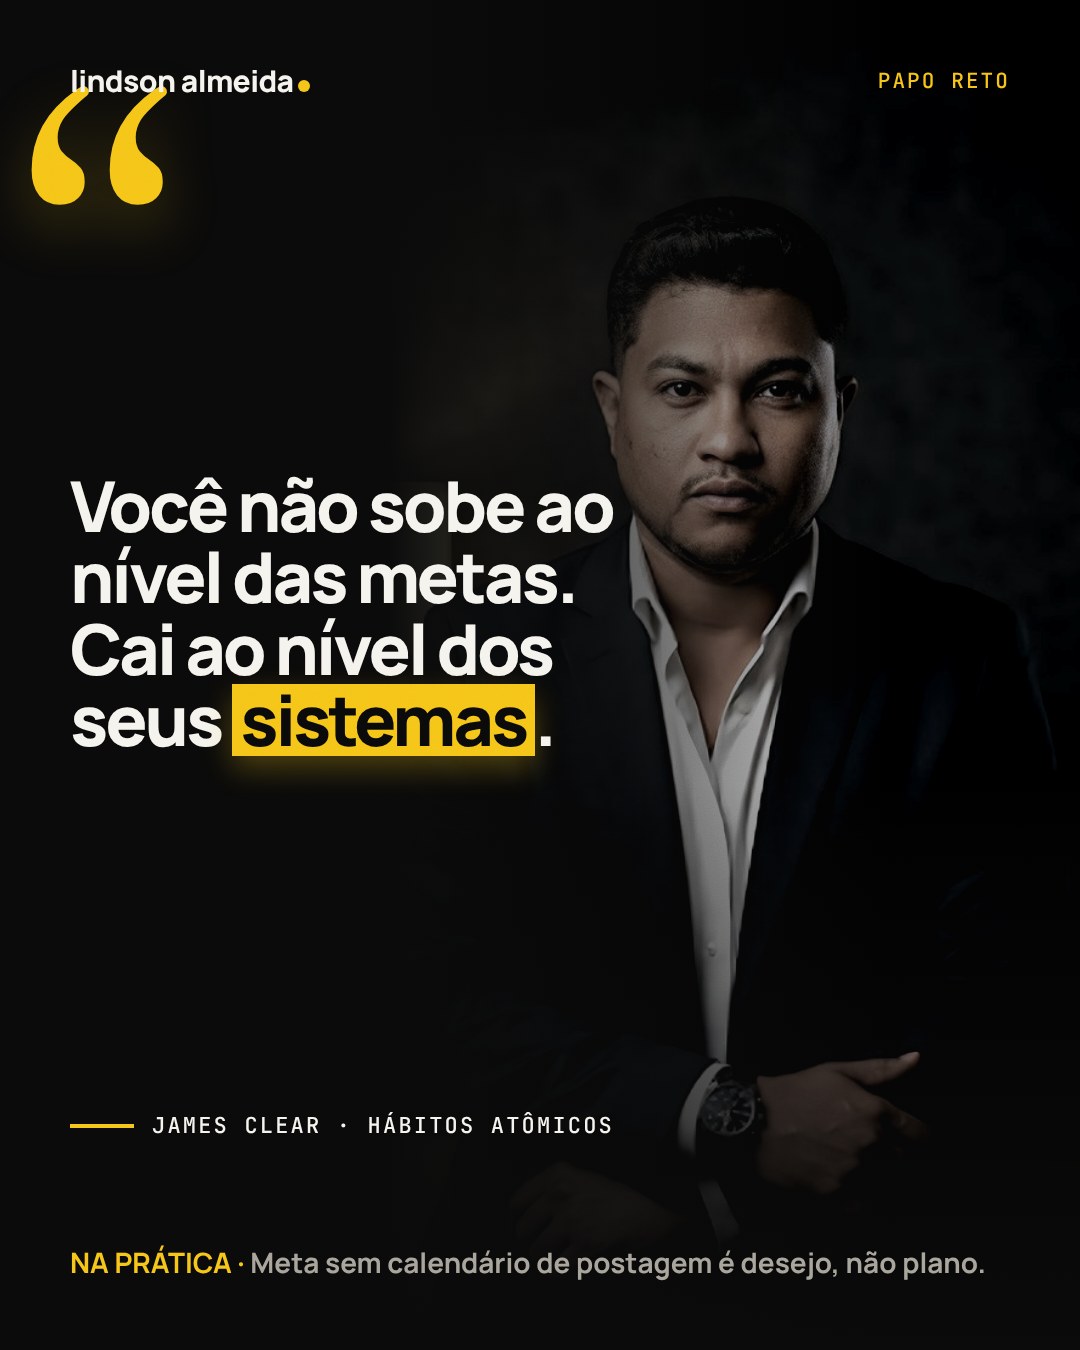 lindson almeida
PAPO RETO
“
Você não sobe ao
nível das metas.
Cai ao nível dos
seus sistemas.
JAMES CLEAR · HÁBITOS ATÔMICOS
NA PRÁTICA · Meta sem calendário de postagem é desejo, não plano.